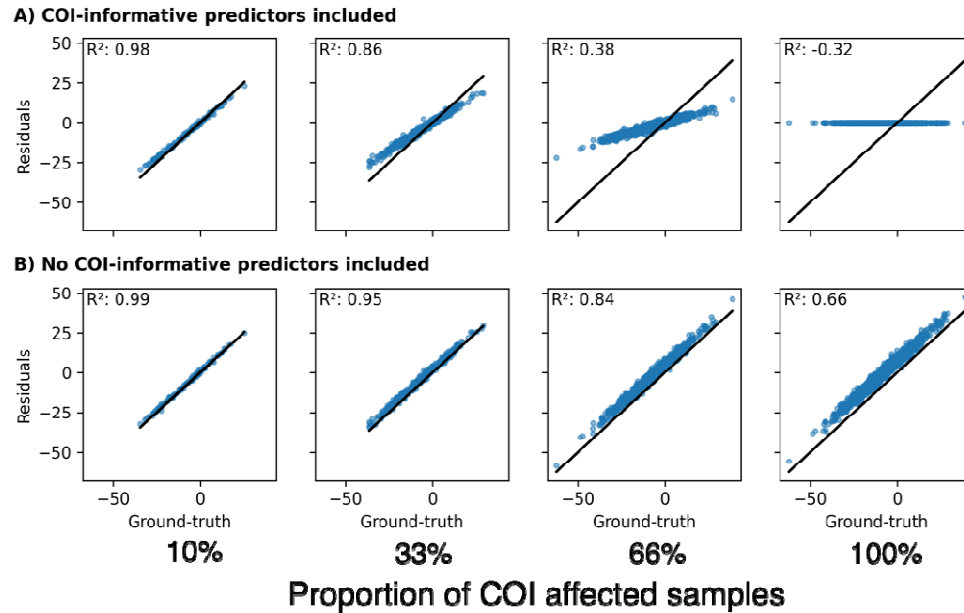 A) COI-informative predictors included
R²: 0.98 R²: 0.86 R²: 0.38 R²: -0.32
50
25
0
−25
−50
Residuals
B) No COI-informative predictors included
R²: 0.99 R²: 0.95 R²: 0.84 R²: 0.66
50
25
0
−25
−50
Residuals
−50 0 −50 0 −50 0 −50 0
Ground-truth Ground-truth Ground-truth Ground-truth
10% 33% 66% 100%
Proportion of COI affected samples